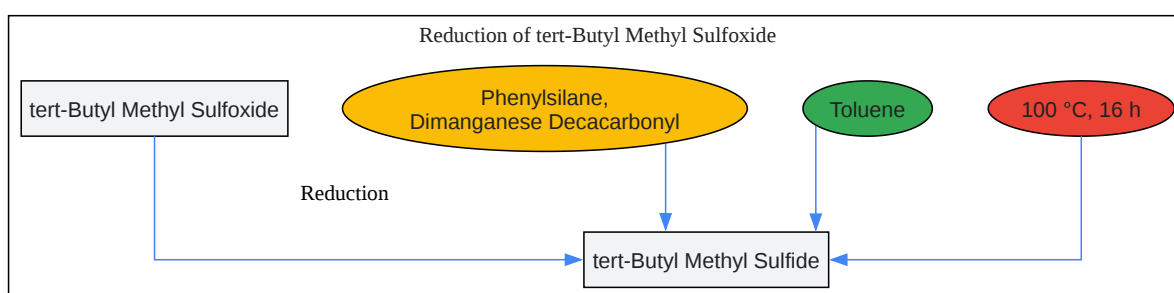 Reduction of tert-Butyl Methyl Sulfoxide
tert-Butyl Methyl Sulfoxide
Phenylsilane,
Dimanganese Decacarbonyl
Toluene
100 °C, 16 h
Reduction
tert-Butyl Methyl Sulfide